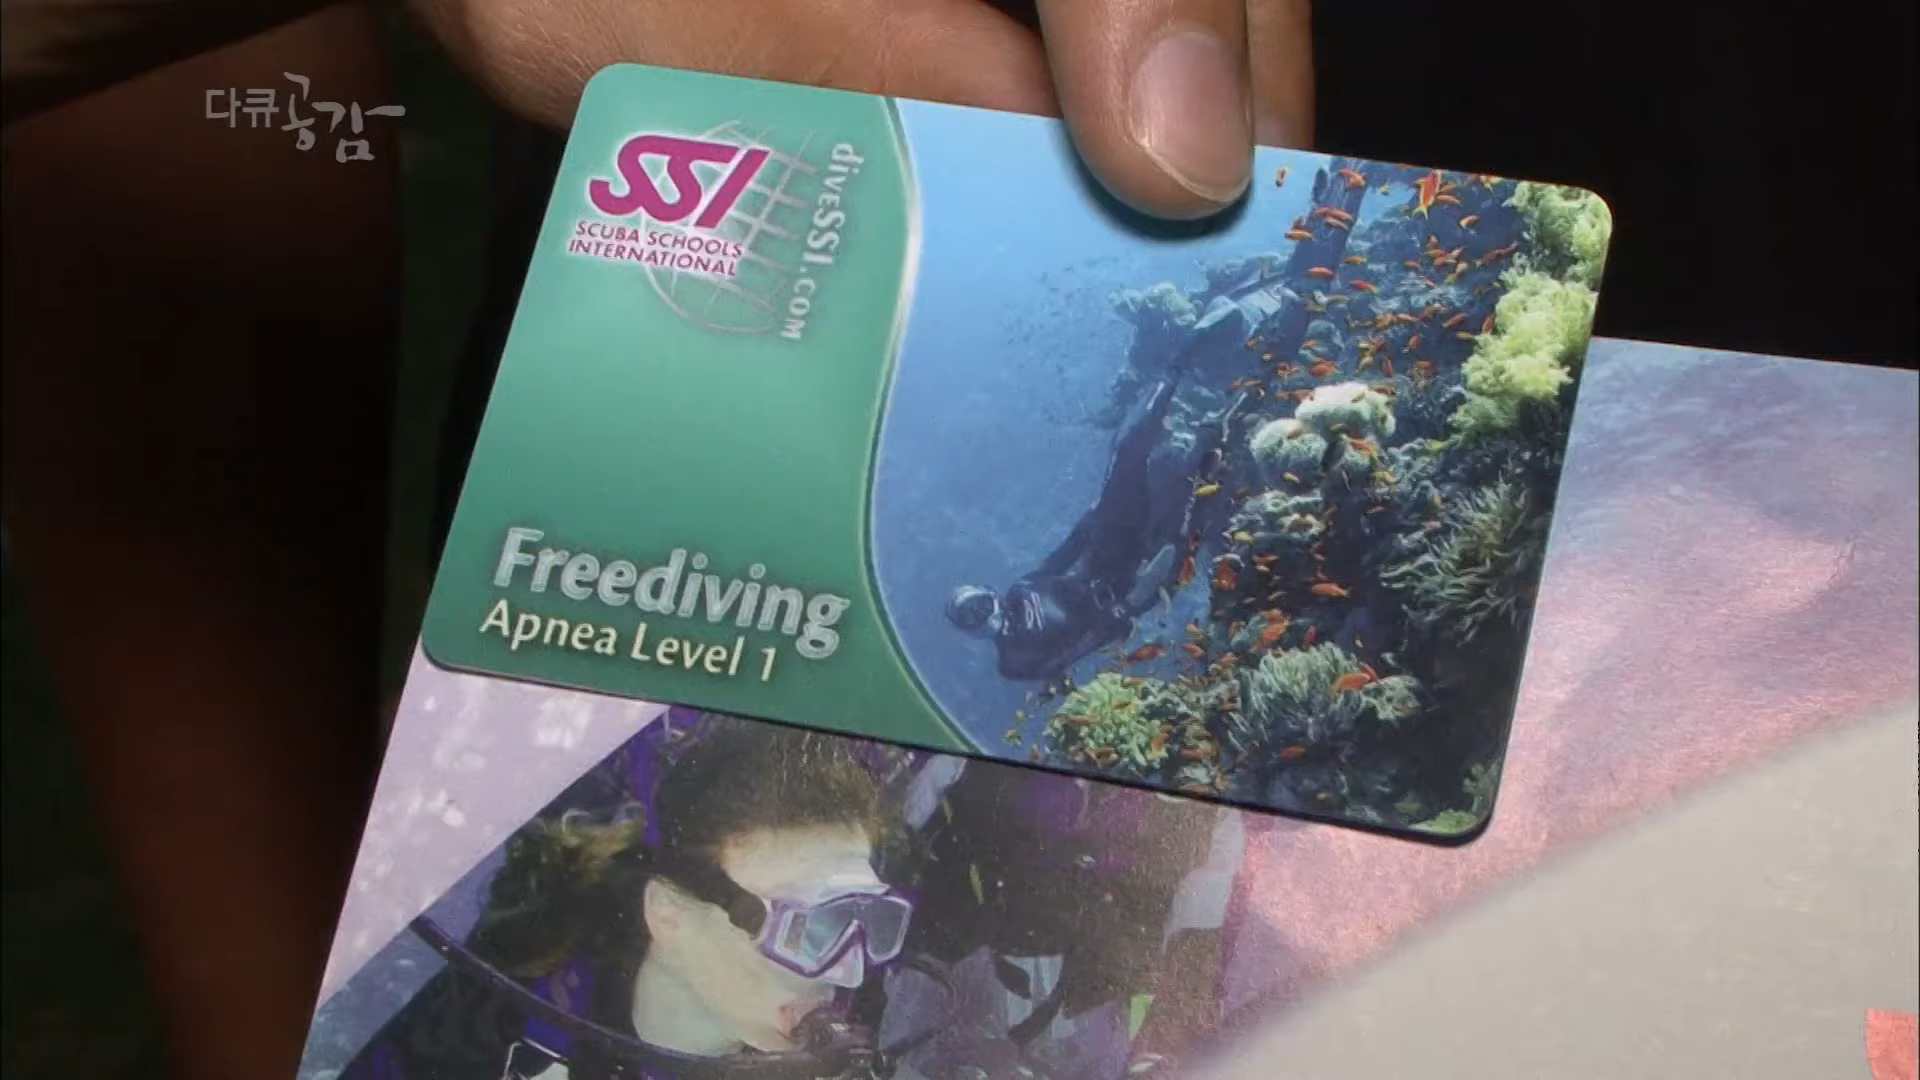 다큐공감
SSI
SCUBA SCHOOLS
INTERNATIONAL
diveSSI.com
Freediving
Apnea Level 1